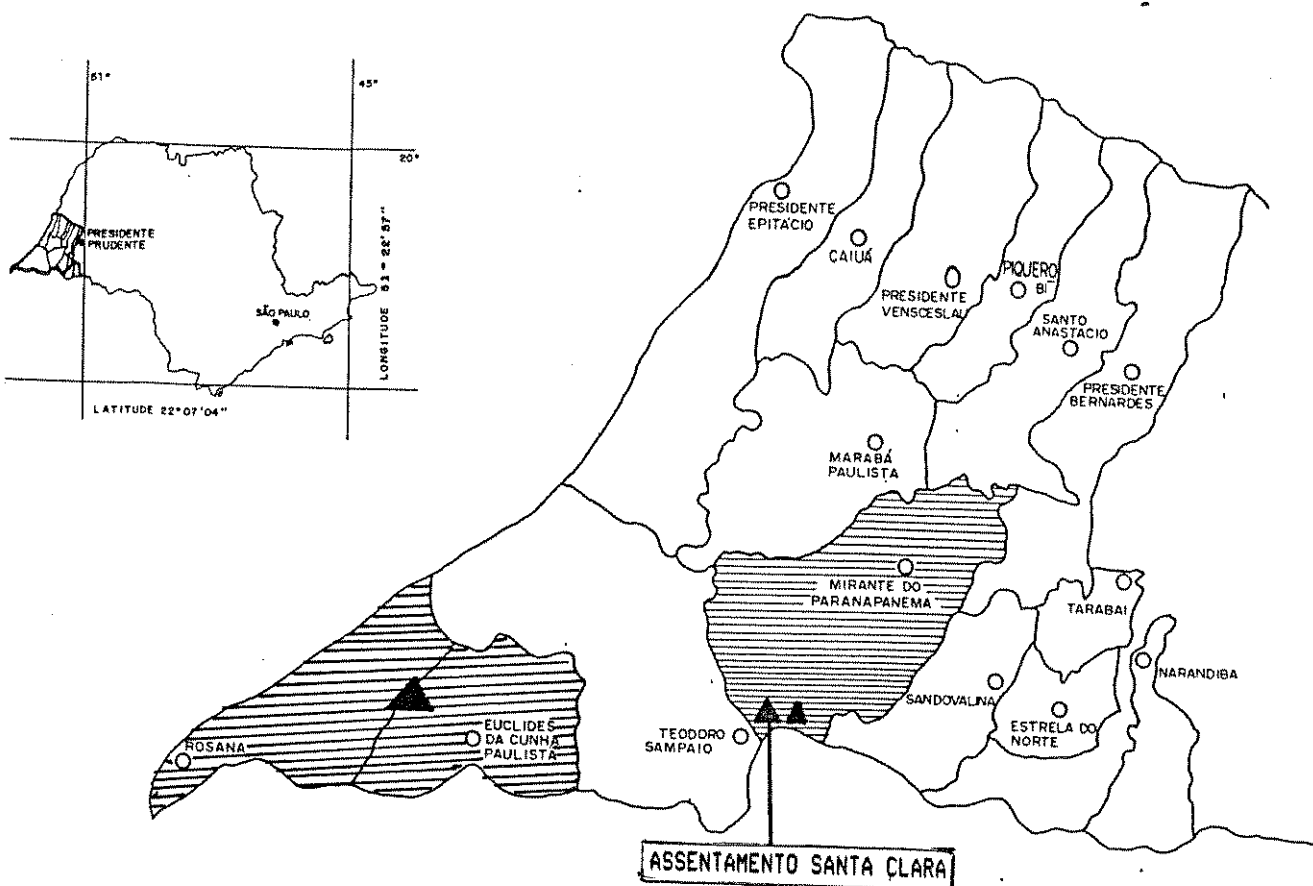 51°
45°
20°
PRESIDENTE
PRUDENTE
SÃO PAULO
LONGITUDE 51° 22' 57"
LATITUDE 22° 07' 04"
PRESIDENTE
EPITÁCIO
CAIUÁ
PRESIDENTE
VENSCESLAU
PIQUERO
BI
SANTO
ANASTACIO
PRESIDENTE
BERNARDES
MARABÁ
PAULISTA
MIRANTE DO
PARANAPANEMA
TARABAI
NARANDIBA
SANDOVALINA
ESTRELA DO
NORTE
TEODORO
SAMPAIO
EUCLIDES
DA CUNHA
PAULISTA
ROSANA
ASSENTAMENTO SANTA CLARA